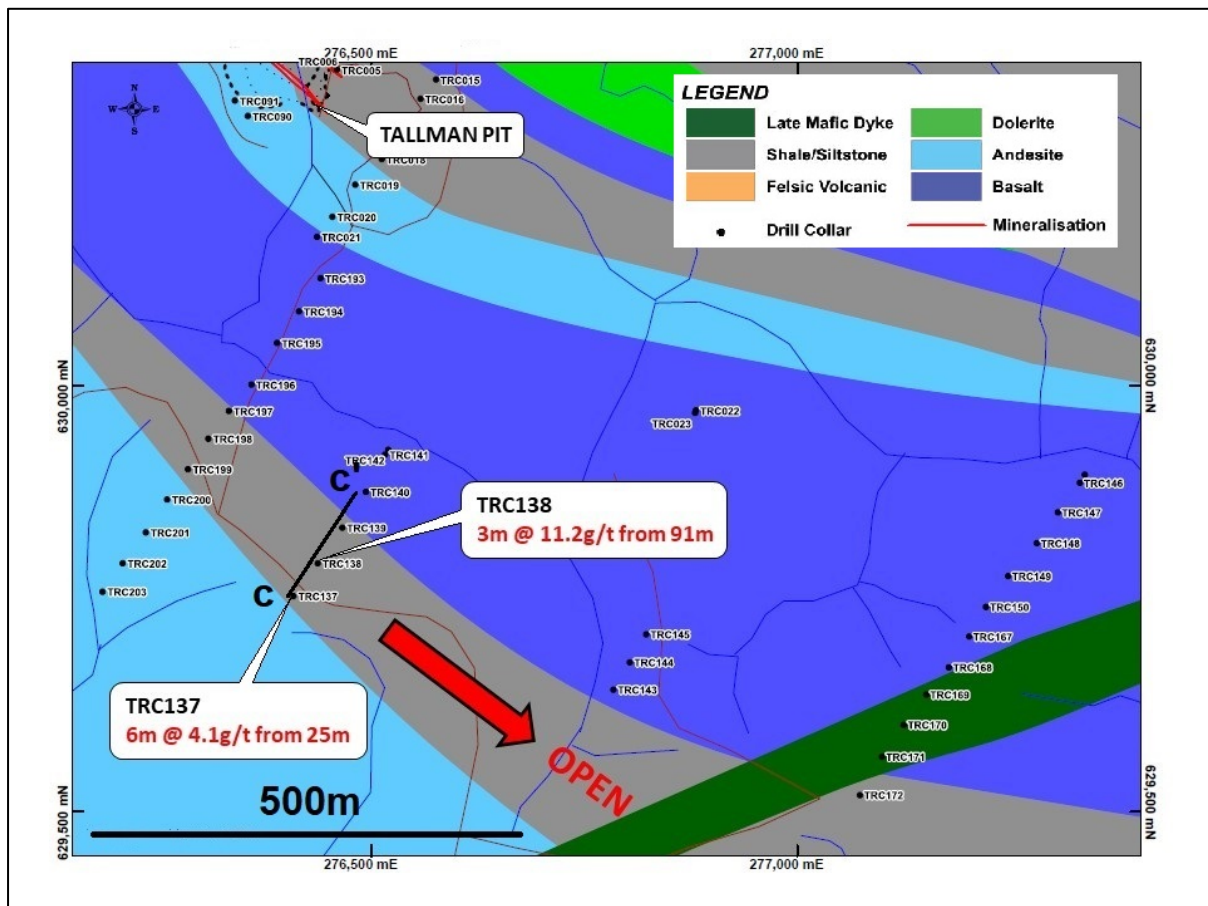 276,500 mE
277,000 mE
TRC006
TRC005
TRC015
TRC016
TRC091
TRC090
TALLMAN PIT
TRC018
TRC019
TRC020
TRC021
TRC193
TRC194
TRC195
TRC196
TRC197
TRC198
TRC199
TRC200
TRC201
TRC202
TRC203
N
W E
S
LEGEND
Late Mafic Dyke
Dolerite
Shale/Siltstone
Andesite
Felsic Volcanic
Basalt
Drill Collar
Mineralisation
630,000 mN
630,000 mN
TRC022
TRC023
TRC141
TRC142
C'
TRC140
TRC139
TRC138
TRC138
3m @ 11.2g/t from 91m
C
TRC137
TRC137
6m @ 4.1g/t from 25m
TRC146
TRC147
TRC148
TRC149
TRC150
TRC167
TRC168
TRC169
TRC170
TRC171
TRC172
TRC145
TRC144
TRC143
OPEN
500m
629,500 mN
629,500 mN
276,500 mE
277,000 mE